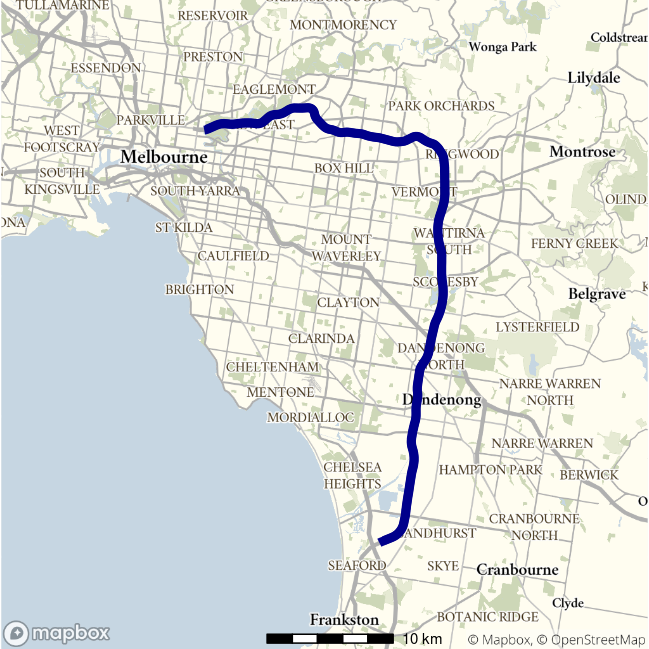 TULLAMARINE
RESERVOIR
MONTMORENCY
Coldstream
Wonga Park
PRESTON
ESSENDON
Lilydale
EAGLEMONT
PARK ORCHARDS
PARKVILLE
EAST
WEST
FOOTSCRAY
Melbourne
RINGWOOD
Montrose
BOX HILL
SOUTH
KINGSVILLE
SOUTH YARRA
VERMONT
OLIND
ONA
ST KILDA
WANTIRNA
SOUTH
FERNY CREEK
MOUNT
WAVERLEY
CAULFIELD
BRIGHTON
SCORESBY
Belgrave
CLAYTON
LYSTERFIELD
CLARINDA
DANDENONG
NORTH
CHELTENHAM
MENTONE
NARRE WARREN
NORTH
Dandenong
MORDIALLOC
NARRE WARREN
CHELSEA
HEIGHTS
HAMPTON PARK
BERWICK
O
CRANBOURNE
NORTH
SANDHURST
SEAFORD
SKYE
Cranbourne
Clyde
Frankston
BOTANIC RIDGE
mapbox
10 km
© Mapbox, © OpenStreetMap